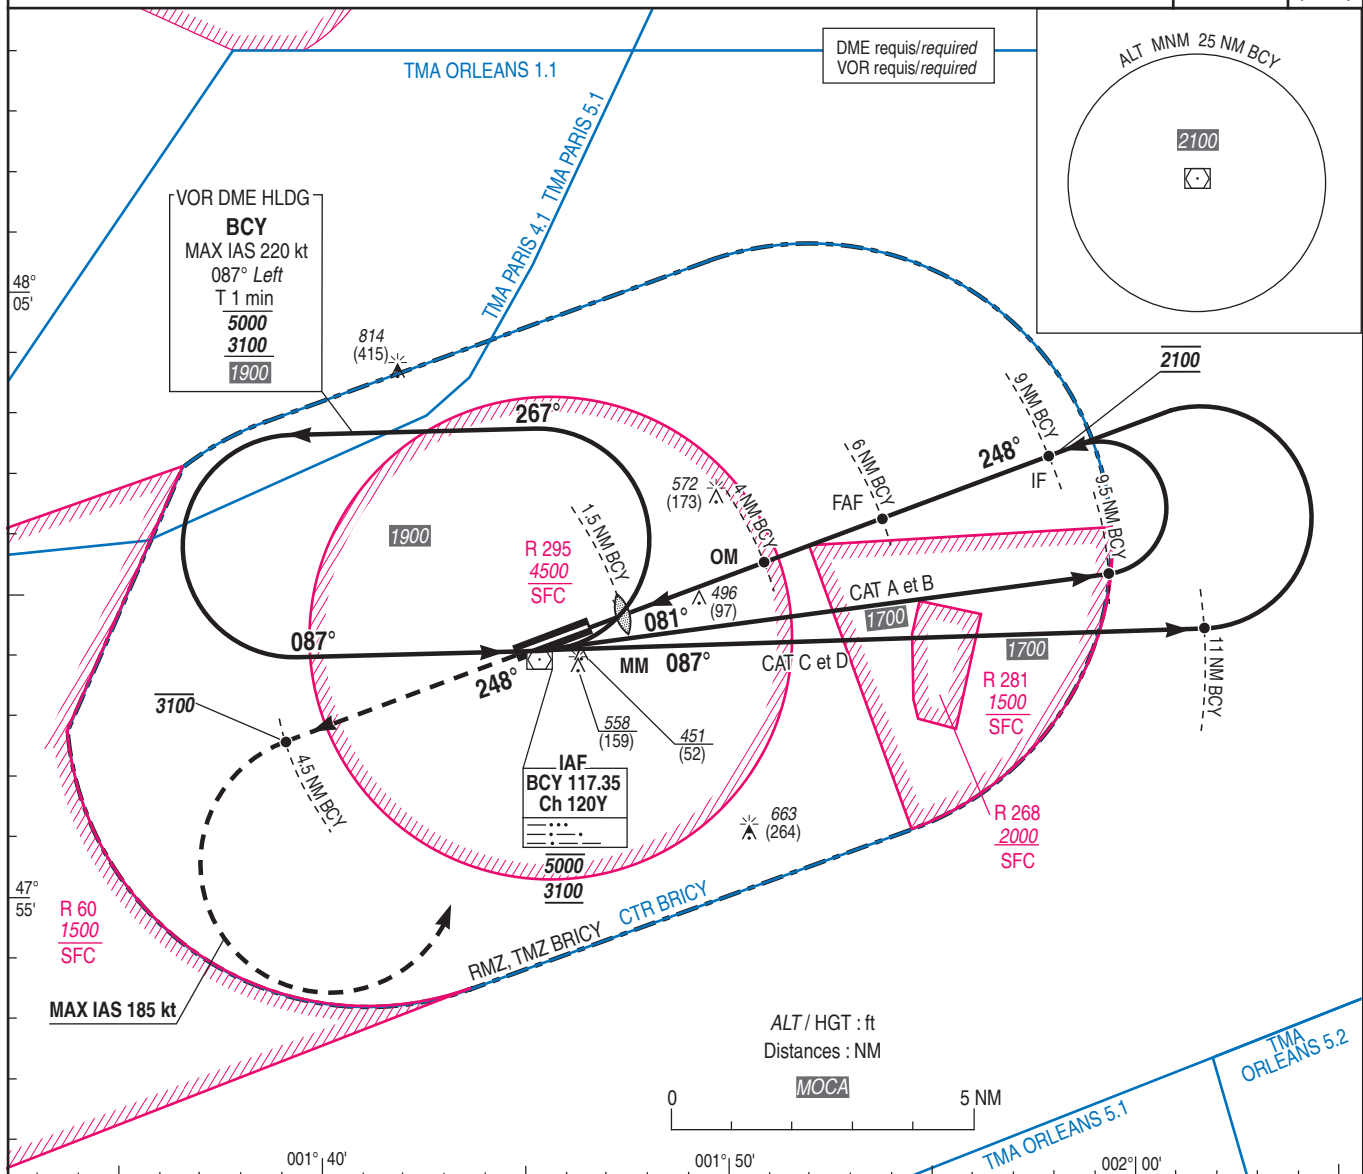 DME requis/required
VOR requis/required
ALT MNM 25 NM BCY
2100
TMA ORLEANS 1.1
TMA PARIS 5.1
TMA PARIS 4.1
VOR DME HLDG
BCY
MAX IAS 220 kt
087° Left
T 1 min
5000
3100
1900
48°
05'
814
(415)
2100
267°
9 NM BCY
248°
IF
6 NM BCY
FAF
572
(173)
4 NM BCY
9.5 NM BCY
1.5 NM BCY
1900
R 295
4500
SFC
OM
496
(97)
CAT A et B
081°
1700
087°
MM
087°
CAT C et D
1700
11 NM BCY
248°
R 281
1500
SFC
3100
558
(159)
451
(52)
4.5 NM BCY
IAF
BCY 117.35
Ch 120Y
5000
3100
663
(264)
R 268
2000
SFC
47°
55'
R 60
1500
SFC
CTR BRICY
RMZ, TMZ BRICY
MAX IAS 185 kt
ALT / HGT : ft
Distances : NM
MOCA
0
5 NM
TMA
ORLEANS 5.2
TMA ORLEANS 5.1
001° 40'
001° 50'
002° 00'